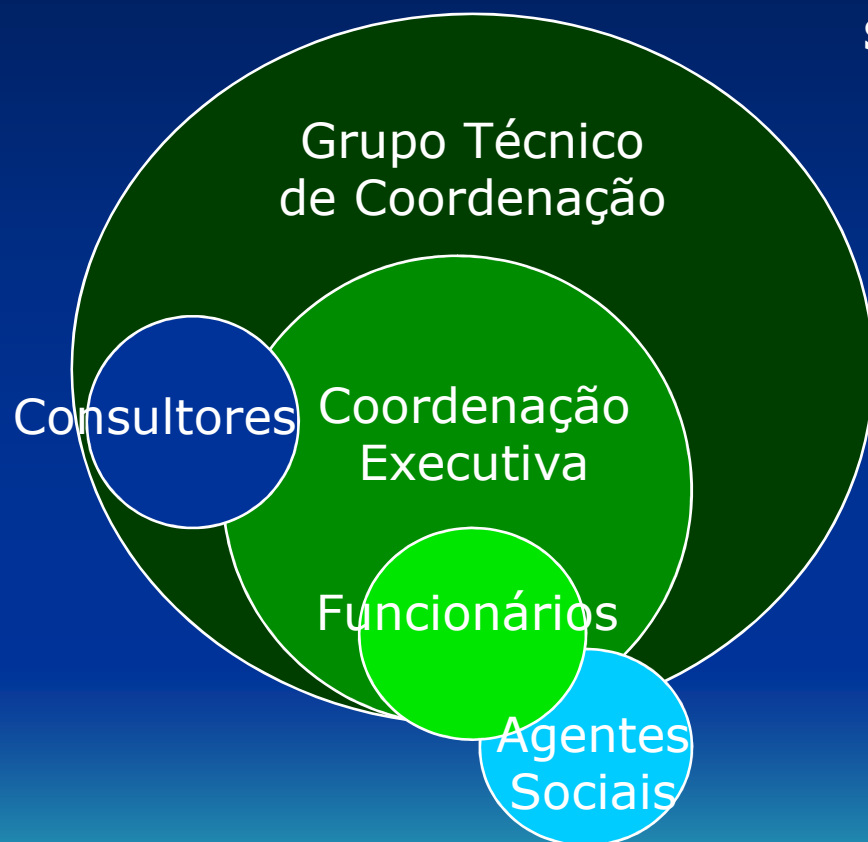 Grupo Técnico
de Coordenação
Consultores
Coordenação
Executiva
Funcionários
Agentes
Sociais